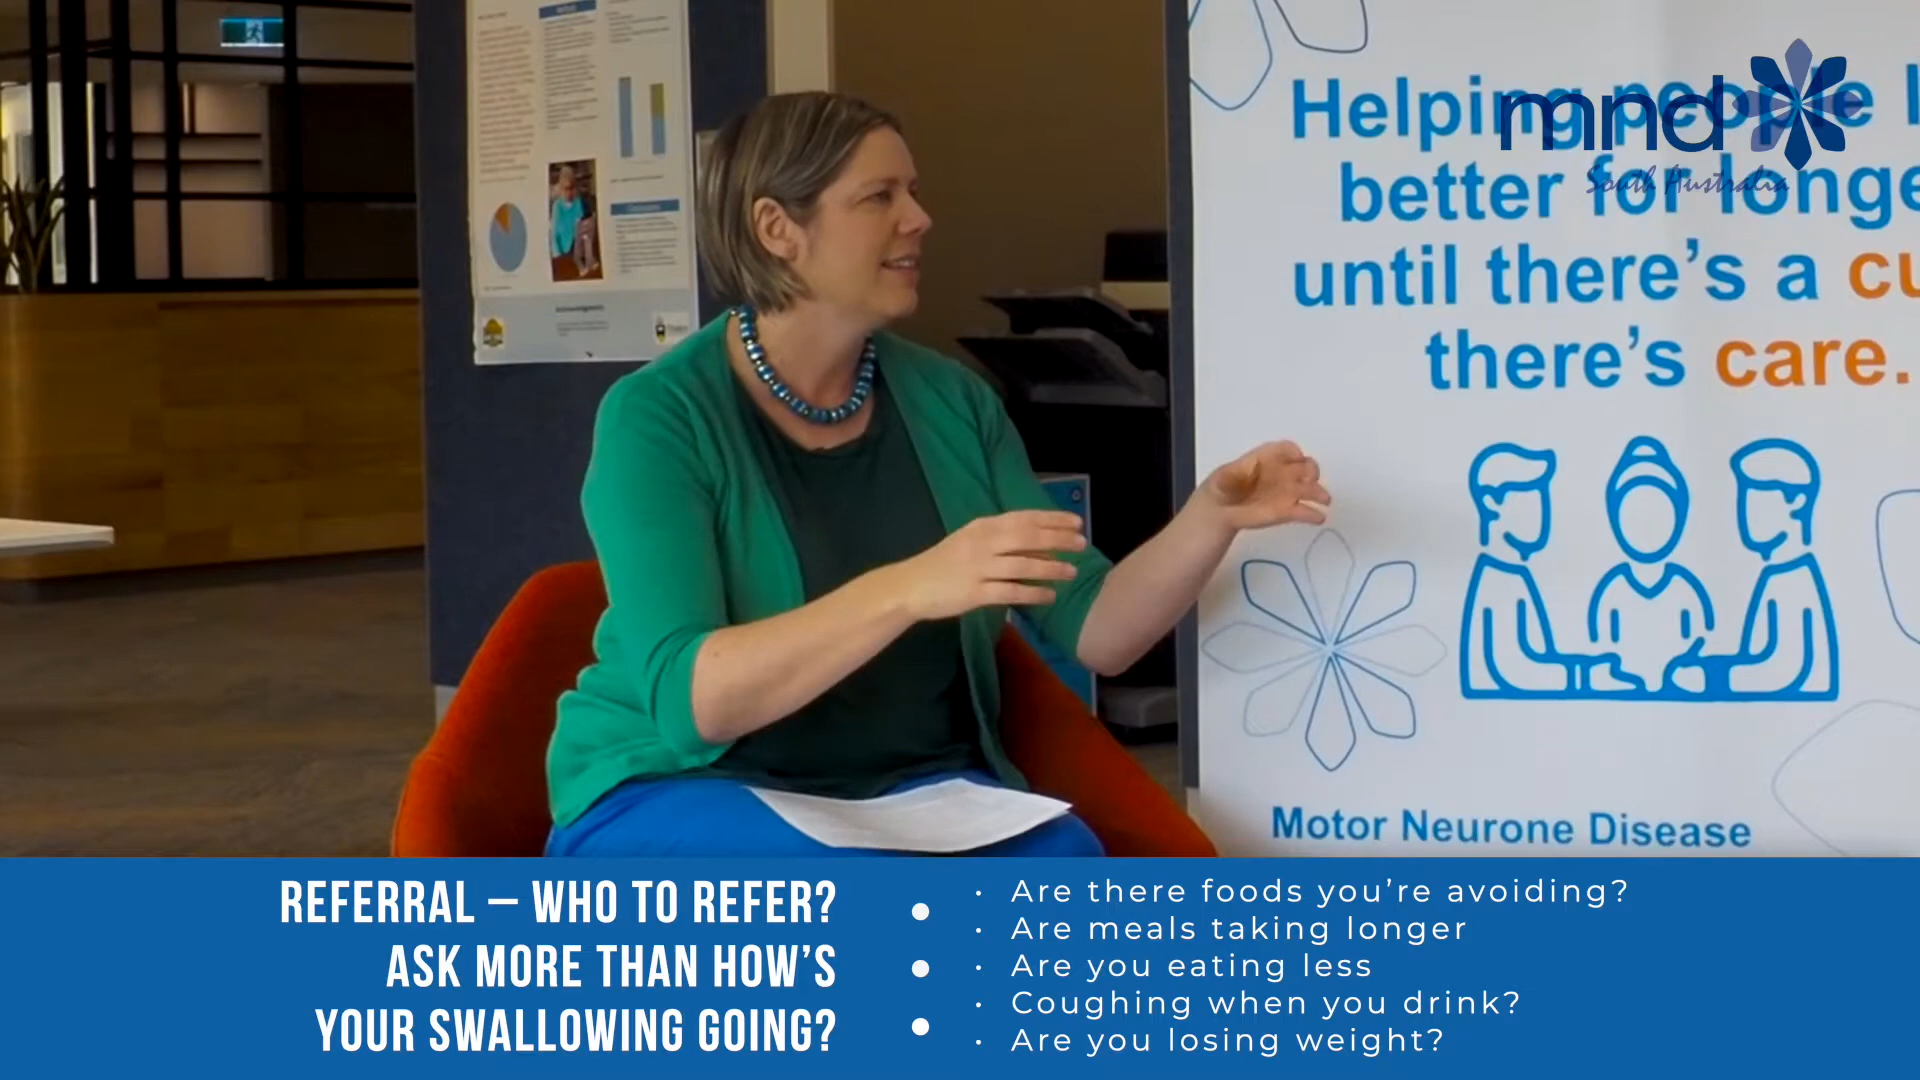 Helping people l
better for longe
until there's a cu
there's care.
mnd
South Australia
Motor Neurone Disease
REFERRAL – WHO TO REFER?
ASK MORE THAN HOW'S
YOUR SWALLOWING GOING?
• Are there foods you're avoiding?
• Are meals taking longer
• Are you eating less
• Coughing when you drink?
• Are you losing weight?